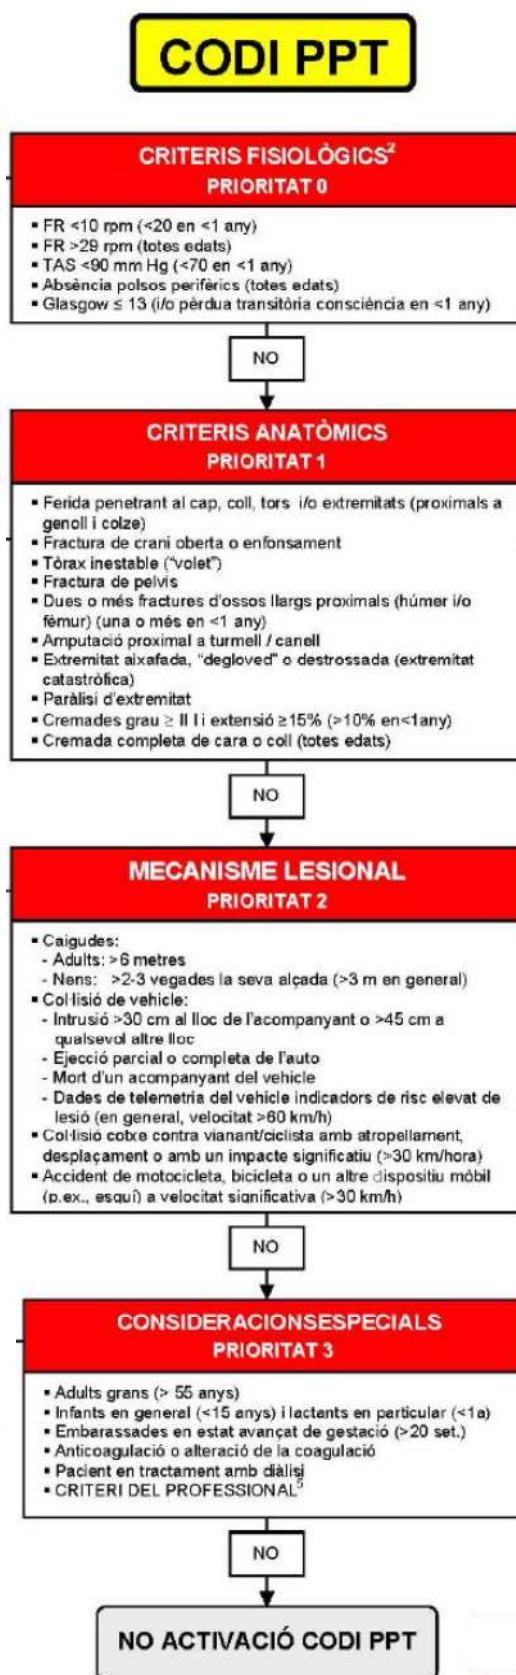 CODI PPT
CRITERIS FISIOLÒGICS2
PRIORITAT 0
▪ FR <10 rpm (<20 en <1 any)
▪ FR >29 rpm (totes edats)
▪ TAS <90 mm Hg (<70 en <1 any)
▪ Absència polsos perifèrics (totes edats)
▪ Glasgow ≤ 13 (i/o pèrdua transitòria consciència en <1 any)
NO
CRITERIS ANATÒMICS
PRIORITAT 1
▪ Ferida penetrant al cap, coll, tors i/o extremitats (proximals a
genoll i colze)
▪ Fractura de crani oberta o enfonsament
▪ Tòrax inestable (“volet”)
▪ Fractura de pelvis
▪ Dues o més fractures d'ossos llargs proximals (húmer i/o
fèmur) (una o més en <1 any)
▪ Amputació proximal a turmell / canell
▪ Extremitat aixafada, “degloved” o destrossada (extremitat
catastròfica)
▪ Paràlisi d'extremitat
▪ Cremades grau ≥ II I i extensió ≥15% (>10% en<1any)
▪ Cremada completa de cara o coll (totes edats)
NO
MECANISME LESIONAL
PRIORITAT 2
▪ Caigudes:
- Adults: >6 metres
- Nens: >2-3 vegades la seva alçada (>3 m en general)
▪ Col·lisió de vehicle:
- Intrusió >30 cm al lloc de l'acompanyant o >45 cm a
qualsevol altre lloc
- Ejecció parcial o completa de l'auto
- Mort d'un acompanyant del vehicle
- Dades de telemetria del vehicle indicadors de risc elevat de
lesió (en general, velocitat >60 km/h)
▪ Col·lisió cotxe contra vianant/ciclista amb atropellament,
desplaçament o amb un impacte significatiu (>30 km/hora)
▪ Accident de motocicleta, bicicleta o un altre dispositiu mòbil
(p.ex., esquí) a velocitat significativa (>30 km/h)
NO
CONSIDERACIONSESPECIALS
PRIORITAT 3
▪ Adults grans (> 55 anys)
▪ Infants en general (<15 anys) i lactants en particular (<1a)
▪ Embarassades en estat avançat de gestació (>20 set.)
▪ Anticoagulació o alteració de la coagulació
▪ Pacient en tractament amb diàlisi
▪ CRITERI DEL PROFESSIONAL5
NO
NO ACTIVACIÓ CODI PPT